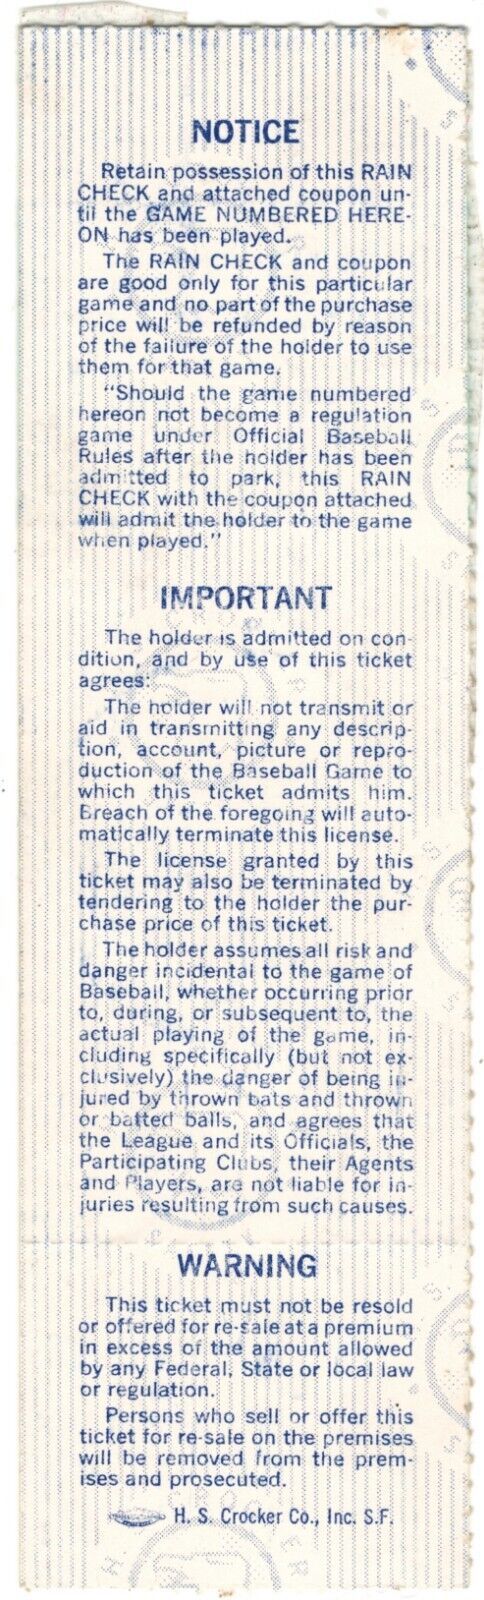 NOTICE
Retain possession of this RAIN
CHECK and attached coupon un-
til the GAME NUMBERED HERE-
ON has been played.
The RAIN CHECK and coupon
are good only for this particular
game and no part of the purchase
price will be refunded by reason
of the failure of the holder to use
them for that game.
"Should the game numbered
hereon not become a regulation
game under Official Baseball
Rules after the holder has been
admitted to park, this RAIN
CHECK with the coupon attached
will admit the holder to the game
when played."
IMPORTANT
The holder is admitted on con-
dition, and by use of this ticket
agrees:
The holder will not transmit or
aid in transmitting any descrip-
tion, account, picture or repro-
duction of the Baseball Game to
which this ticket admits him.
Breach of the foregoing will auto-
matically terminate this license.
The license granted by this
ticket may also be terminated by
tendering to the holder the pur-
chase price of this ticket.
The holder assumes all risk and
danger incidental to the game of
Baseball, whether occurring prior
to, during, or subsequent to, the
actual playing of the game, in-
cluding specifically (but not ex-
clusively) the danger of being in-
jured by thrown bats and thrown
or batted balls, and agrees that
the League and its Officials, the
Participating Clubs, their Agents
and Players, are not liable for in-
juries resulting from such causes.
WARNING
This ticket must not be resold
or offered for re-sale at a premium
in excess of the amount allowed
by any Federal, State or local law
or regulation.
Persons who sell or offer this
ticket for re-sale on the premises
will be removed from the prem-
ises and prosecuted.
H. S. Crocker Co., Inc. S.F.